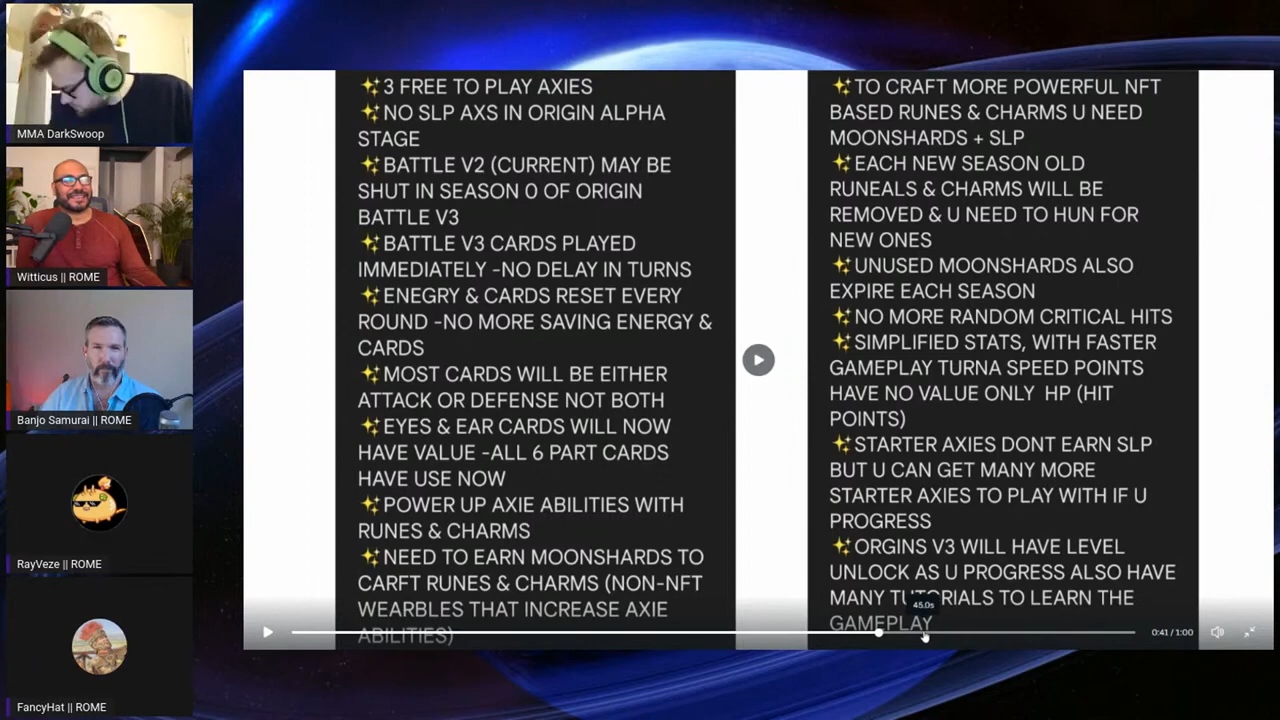 MMA DarkSwoop
Witticus || ROME
Banjo Samurai || ROME
RayVeze || ROME
FancyHat || ROME
✨3 FREE TO PLAY AXIES
✨NO SLP AXS IN ORIGIN ALPHA
STAGE
✨BATTLE V2 (CURRENT) MAY BE
SHUT IN SEASON 0 OF ORIGIN
BATTLE V3
✨BATTLE V3 CARDS PLAYED
IMMEDIATELY -NO DELAY IN TURNS
✨ENEGRY & CARDS RESET EVERY
ROUND -NO MORE SAVING ENERGY &
CARDS
✨MOST CARDS WILL BE EITHER
ATTACK OR DEFENSE NOT BOTH
✨EYES & EAR CARDS WILL NOW
HAVE VALUE -ALL 6 PART CARDS
HAVE USE NOW
✨POWER UP AXIE ABILITIES WITH
RUNES & CHARMS
✨NEED TO EARN MOONSHARDS TO
CARFT RUNES & CHARMS (NON-NFT
WEARBLES THAT INCREASE AXIE
ABILITIES)
✨TO CRAFT MORE POWERFUL NFT
BASED RUNES & CHARMS U NEED
MOONSHARDS + SLP
✨EACH NEW SEASON OLD
RUNEALS & CHARMS WILL BE
REMOVED & U NEED TO HUN FOR
NEW ONES
✨UNUSED MOONSHARDS ALSO
EXPIRE EACH SEASON
✨NO MORE RANDOM CRITICAL HITS
✨SIMPLIFIED STATS, WITH FASTER
GAMEPLAY TURNA SPEED POINTS
HAVE NO VALUE ONLY HP (HIT
POINTS)
✨STARTER AXIES DONT EARN SLP
BUT U CAN GET MANY MORE
STARTER AXIES TO PLAY WITH IF U
PROGRESS
✨ORGINS V3 WILL HAVE LEVEL
UNLOCK AS U PROGRESS ALSO HAVE
MANY TUTORIALS TO LEARN THE
GAMEPLAY
45.0s
0:41 / 1:00